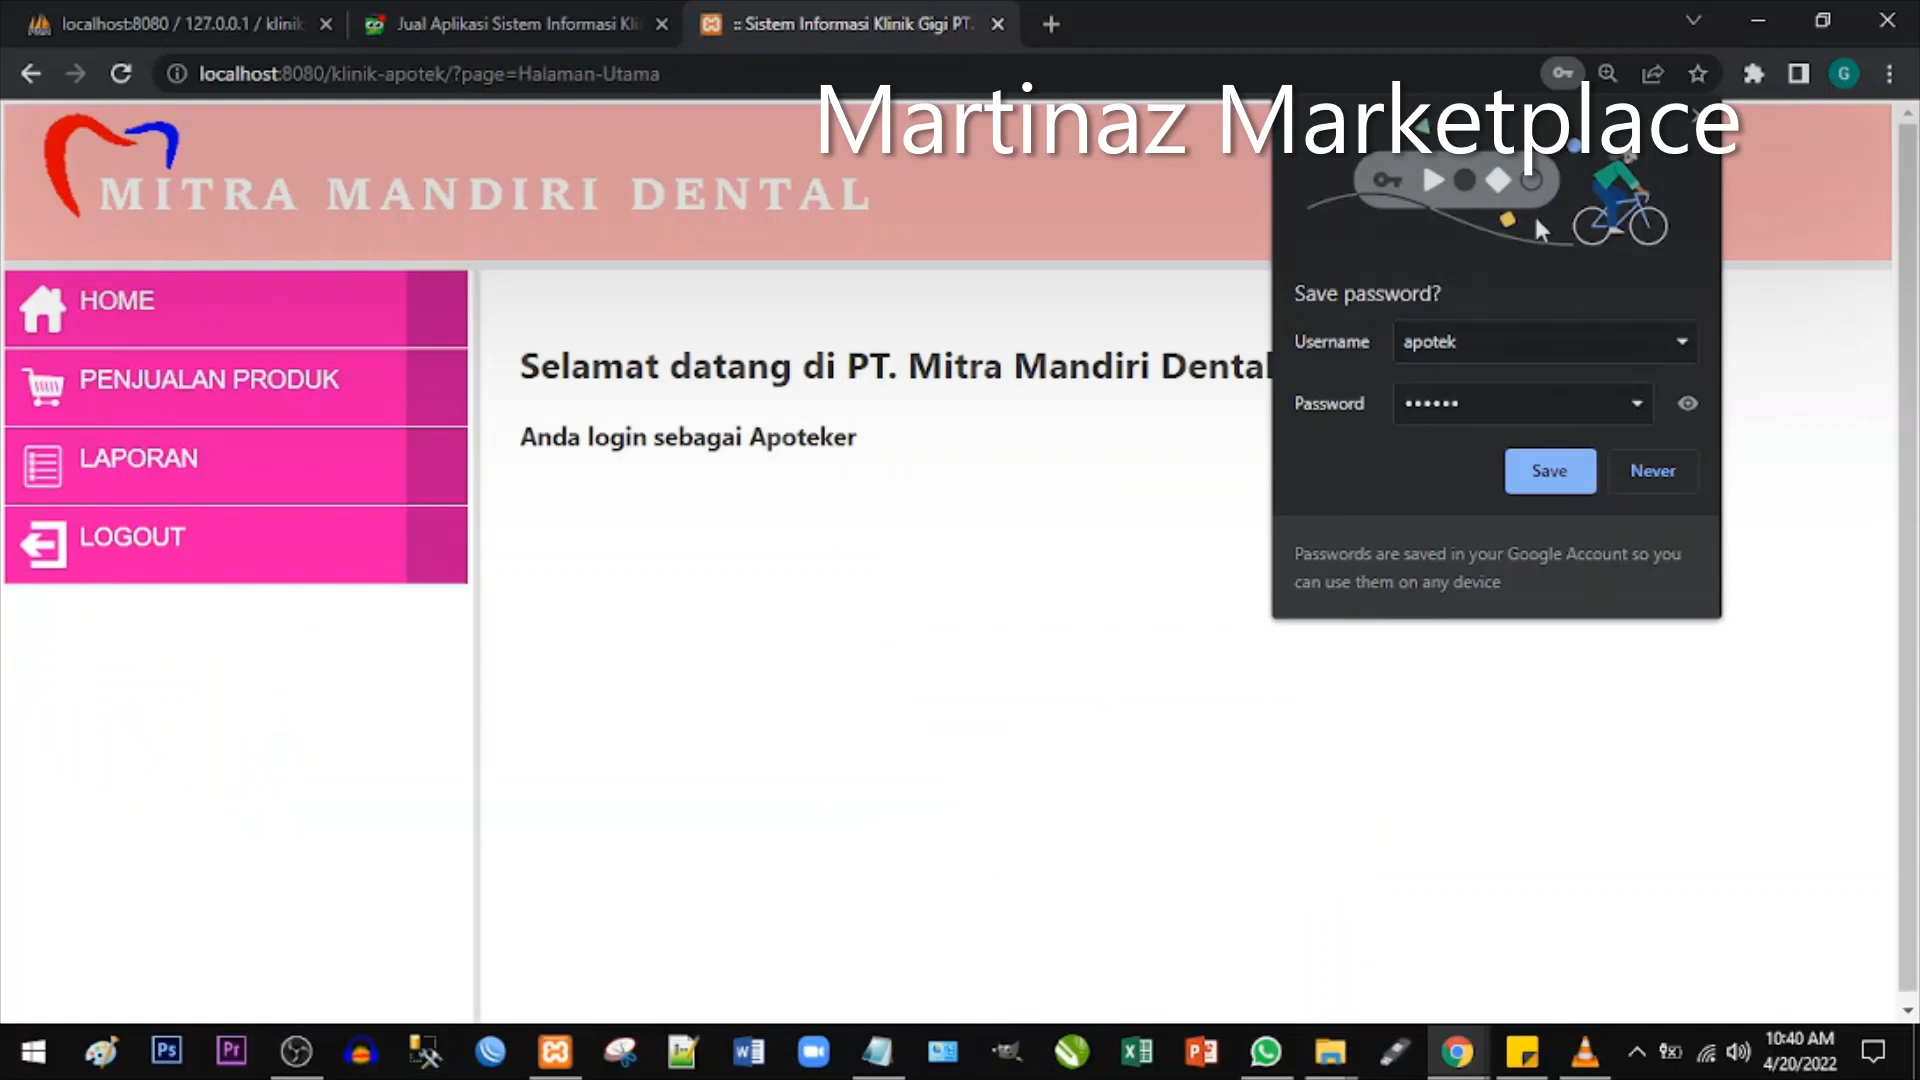 localhost:8080 / 127.0.0.1 / klinik
Jual Aplikasi Sistem Informasi Kli
:: Sistem Informasi Klinik Gigi PT.
localhost:8080/klinik-apotek/?page=Halaman-Utama
G
Martinaz Marketplace
MITRA MANDIRI DENTAL
HOME
PENJUALAN PRODUK
LAPORAN
LOGOUT
Selamat datang di PT. Mitra Mandiri Dental
Anda login sebagai Apoteker
Save password?
Username apotek
Password ••••••
Save Never
Passwords are saved in your Google Account so you
can use them on any device
Ps
Pr
10:40 AM
4/20/2022